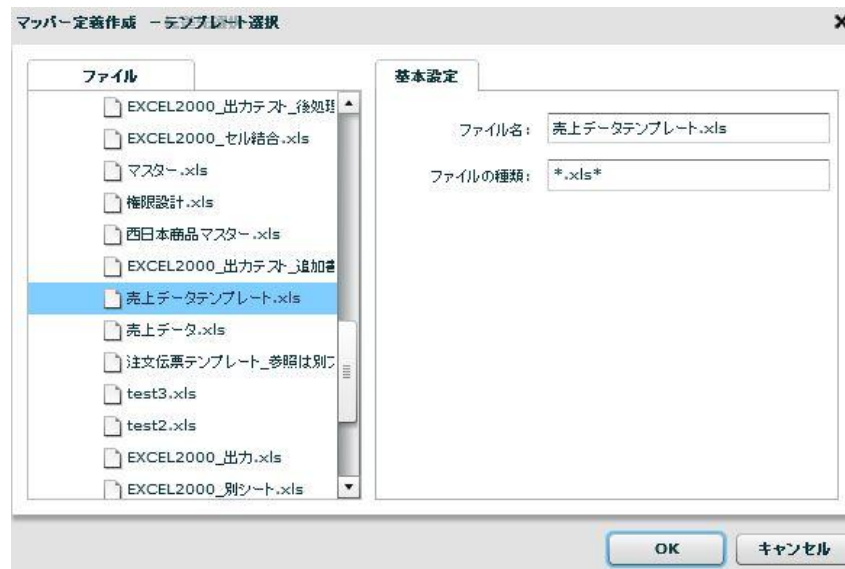 マッパー定義作成 －テンプレート選択
ファイル
EXCEL2000_出力テスト_後処理
EXCEL2000_セル結合.xls
マスター.xls
権限設計.xls
西日本商品マスター.xls
EXCEL2000_出力テスト_追加書
売上データテンプレート.xls
売上データ.xls
注文伝票テンプレート_参照は別フ
test3.xls
test2.xls
EXCEL2000_出力.xls
EXCEL2000_別シート.xls
基本設定
ファイル名: 売上データテンプレート.xls
ファイルの種類: *.xls*
OK
キャンセル